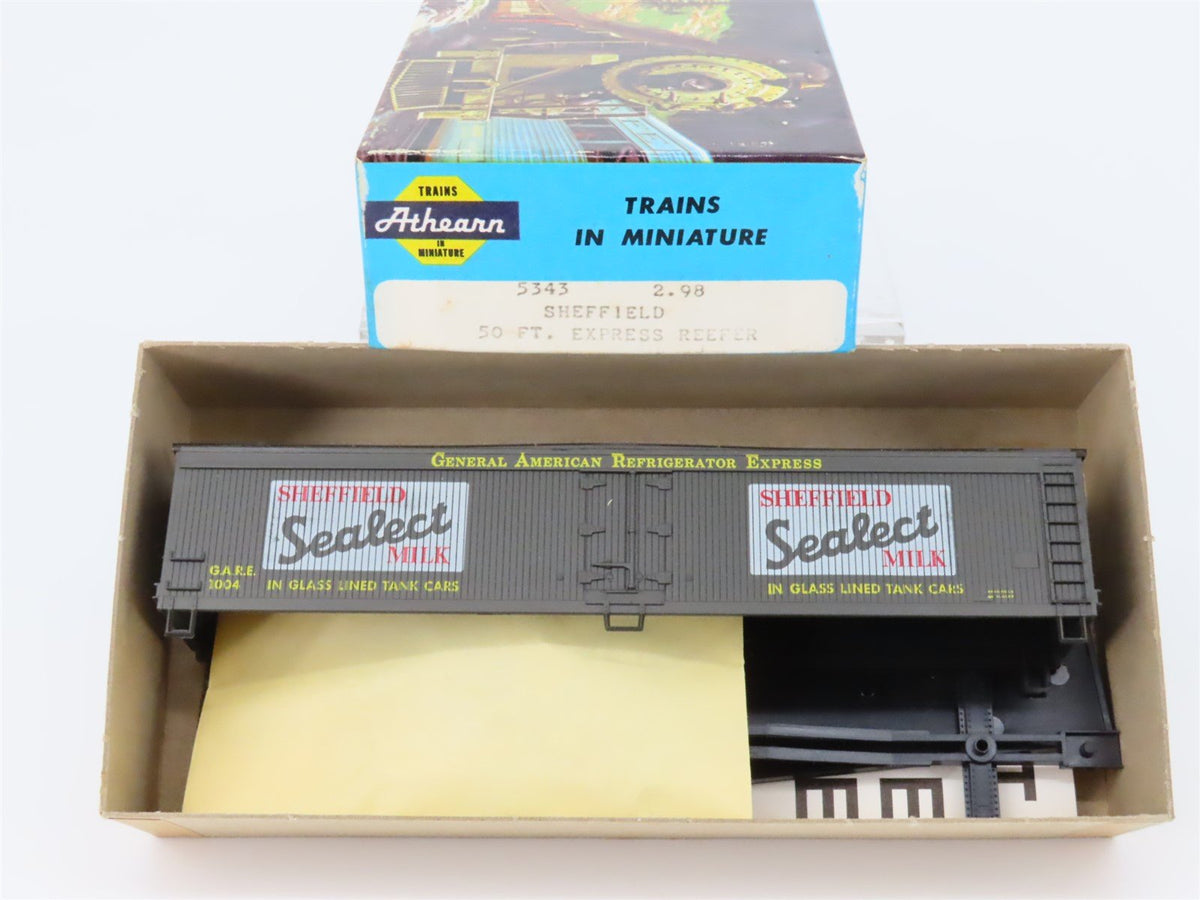 TRAINS
Athearn
IN
MINIATURE
TRAINS
IN MINIATURE
5343 2.98
SHEFFIELD
50 FT. EXPRESS REEFER
GENERAL AMERICAN REFRIGERATOR EXPRESS
SHEFFIELD
Sealect
MILK
G.A.R.E.
1004
IN GLASS LINED TANK CARS
SHEFFIELD
Sealect
MILK
IN GLASS LINED TANK CARS